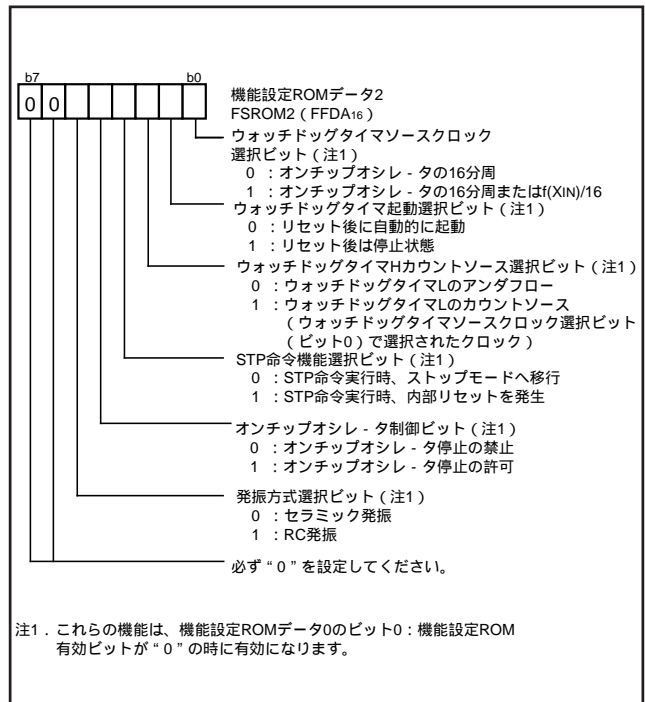 b7 b0
0 0
機能設定ROMデータ2
FSROM2（FFDA16）
ウォッチドッグタイマソースクロック
選択ビット（注1）
0 ：オンチップオシレ - タの16分周
1 ：オンチップオシレ - タの16分周またはf(XIN)/16
ウォッチドッグタイマ起動選択ビット（注1）
0 ：リセット後に自動的に起動
1 ：リセット後は停止状態
ウォッチドッグタイマHカウントソース選択ビット（注1）
0 ：ウォッチドッグタイマLのアンダフロー
1 ：ウォッチドッグタイマLのカウントソース
（ウォッチドッグタイマソースクロック選択ビット
（ビット0）で選択されたクロック）
STP命令機能選択ビット（注1）
0 ：STP命令実行時、ストップモードへ移行
1 ：STP命令実行時、内部リセットを発生
オンチップオシレ - タ制御ビット（注1）
0 ：オンチップオシレ - タ停止の禁止
1 ：オンチップオシレ - タ停止の許可
発振方式選択ビット（注1）
0 ：セラミック発振
1 ：RC発振
必ず“0”を設定してください。
注1．これらの機能は、機能設定ROMデータ0のビット0：機能設定ROM
有効ビットが“0”の時に有効になります。